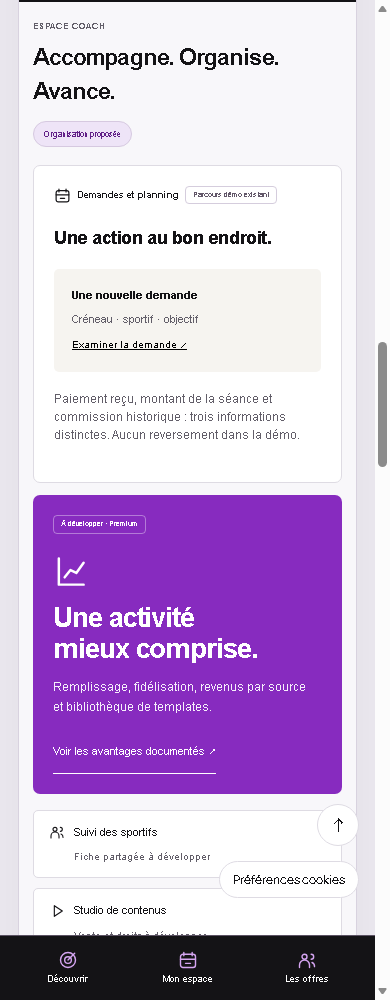 ESPACE COACH
Accompagne. Organise.
Avance.
Organisation proposée
Demandes et planning
Parcours démo existant
Une action au bon endroit.
Une nouvelle demande
Créneau · sportif · objectif
Examiner la demande ↗
Paiement reçu, montant de la séance et
commission historique : trois informations
distinctes. Aucun reversement dans la démo.
À développer · Premium
Une activité
mieux comprise.
Remplissage, fidélisation, revenus par source
et bibliothèque de templates.
Voir les avantages documentés ↗
Suivi des sportifs
Fiche partagée à développer
Préférences cookies
Studio de contenus
Découvrir
Mon espace
Les offres